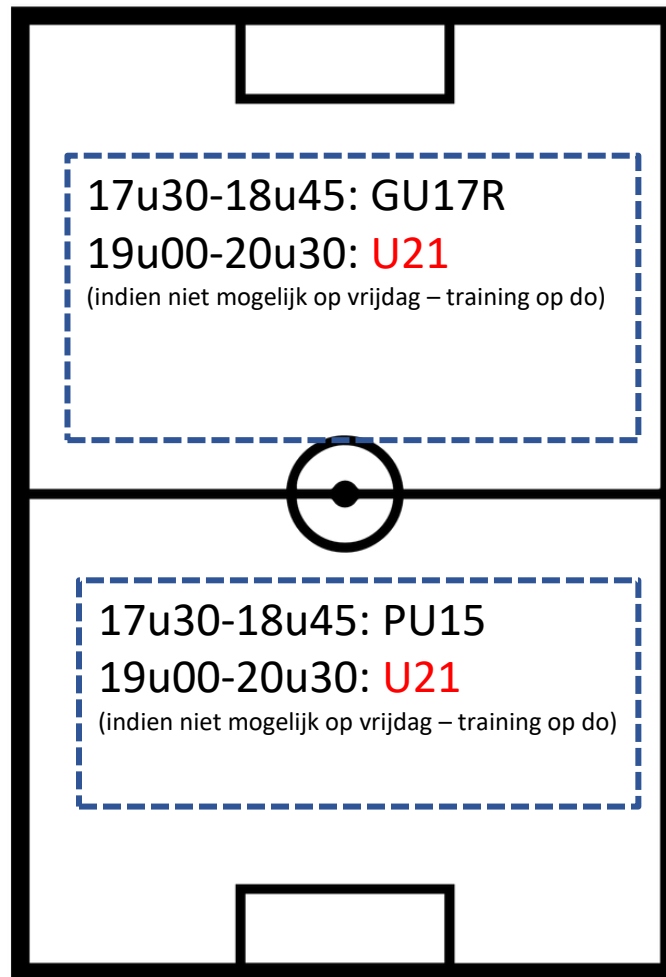 17u30-18u45: GU17R
19u00-20u30: U21
(indien niet mogelijk op vrijdag – training op do)
17u30-18u45: PU15
19u00-20u30: U21
(indien niet mogelijk op vrijdag – training op do)